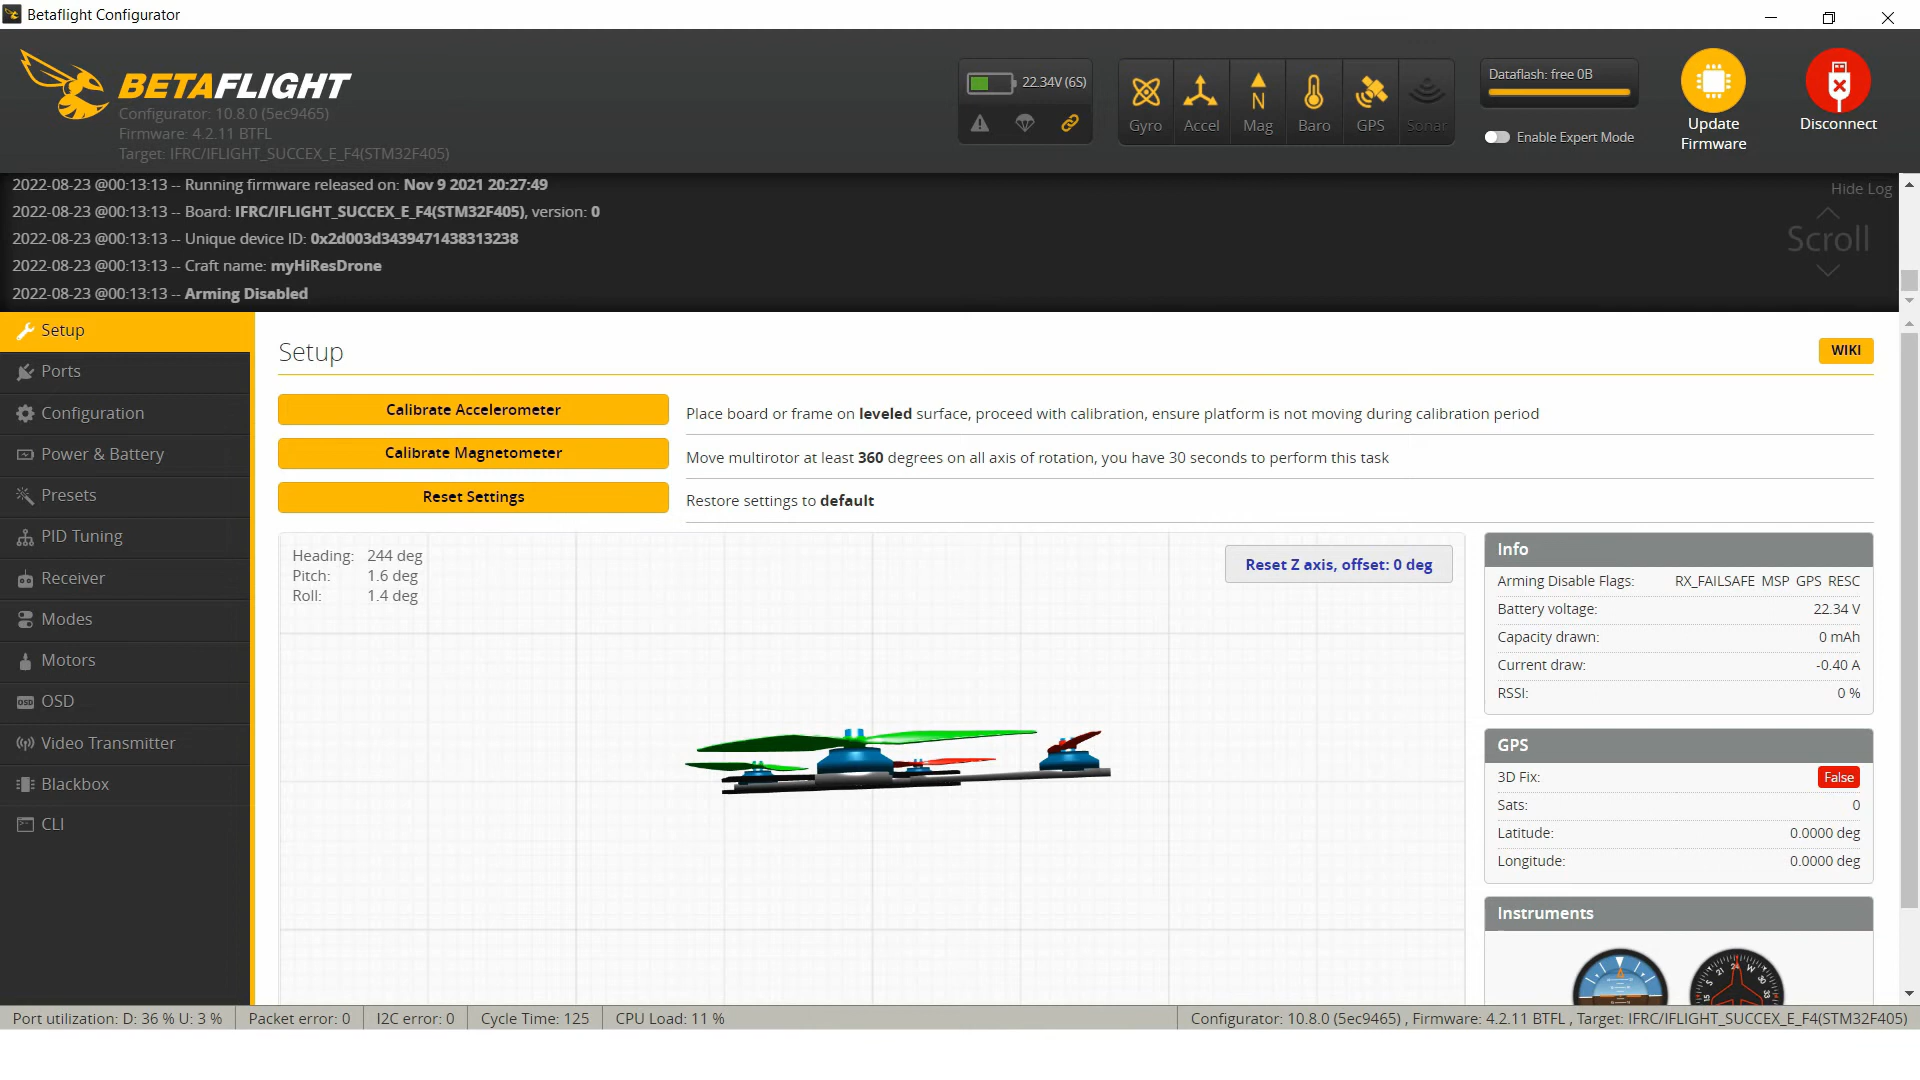 Betaflight Configurator
BETAFLIGHT
Configurator: 10.8.0 (5ec9465)
Firmware: 4.2.11 BTFL
Target: IFRC/IFLIGHT_SUCCEX_E_F4(STM32F405)
22.34V (6S)
Gyro
Accel
Mag
Baro
GPS
Sonar
Dataflash: free 0B
Enable Expert Mode
Update
Firmware
Disconnect
2022-08-23 @00:13:13 -- Running firmware released on: Nov 9 2021 20:27:49
2022-08-23 @00:13:13 -- Board: IFRC/IFLIGHT_SUCCEX_E_F4(STM32F405), version: 0
2022-08-23 @00:13:13 -- Unique device ID: 0x2d003d3439471438313238
2022-08-23 @00:13:13 -- Craft name: myHiResDrone
2022-08-23 @00:13:13 -- Arming Disabled
Hide Log
Scroll
Setup
Ports
Configuration
Power & Battery
Presets
PID Tuning
Receiver
Modes
Motors
OSD
Video Transmitter
Blackbox
CLI
Setup
WIKI
Calibrate Accelerometer
Place board or frame on leveled surface, proceed with calibration, ensure platform is not moving during calibration period
Calibrate Magnetometer
Move multirotor at least 360 degrees on all axis of rotation, you have 30 seconds to perform this task
Reset Settings
Restore settings to default
Heading: 244 deg
Pitch: 1.6 deg
Roll: 1.4 deg
Reset Z axis, offset: 0 deg
Info
Arming Disable Flags: RX_FAILSAFE MSP GPS RESC
Battery voltage: 22.34 V
Capacity drawn: 0 mAh
Current draw: -0.40 A
RSSI: 0 %
GPS
3D Fix: False
Sats: 0
Latitude: 0.0000 deg
Longitude: 0.0000 deg
Instruments
Port utilization: D: 36 % U: 3 %
Packet error: 0
I2C error: 0
Cycle Time: 125
CPU Load: 11 %
Configurator: 10.8.0 (5ec9465) , Firmware: 4.2.11 BTFL , Target: IFRC/IFLIGHT_SUCCEX_E_F4(STM32F405)